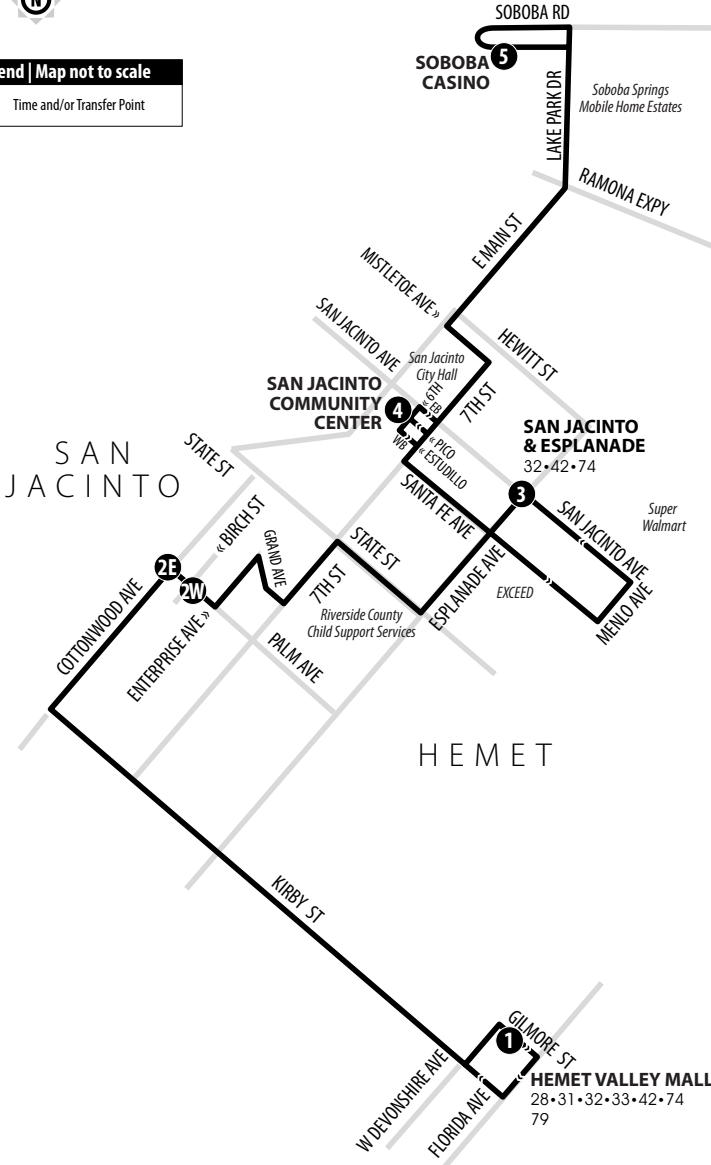 N
end | Map not to scale
Time and/or Transfer Point
SOBOBA RD
5
SOBOBA
CASINO
LAKE PARK DR
Soboba Springs
Mobile Home Estates
RAMONA EXPY
E MAIN ST
MISTLETOE AVE »
SAN JACINTO AVE
HEWITT ST
San Jacinto
City Hall
SAN JACINTO
COMMUNITY
CENTER
4
« 6TH
EB
7TH ST
WB
« PICO
« ESTUDILLO
SAN JACINTO
& ESPLANADE
32•42•74
3
SAN
JACINTO
STATE ST
SANTA FE AVE
SAN JACINTO AVE
Super
Walmart
« BIRCH ST
GRAND AVE
STATE ST
7TH ST
ESPLANADE AVE
EXCEED
MENLO AVE
2E
2W
COTTONWOOD AVE
ENTERPRISE AVE »
Riverside County
Child Support Services
PALM AVE
HEMET
KIRBY ST
GILMORE ST
1
HEMET VALLEY MALL
28•31•32•33•42•74
79
W DEVONSHIRE AVE
FLORIDA AVE